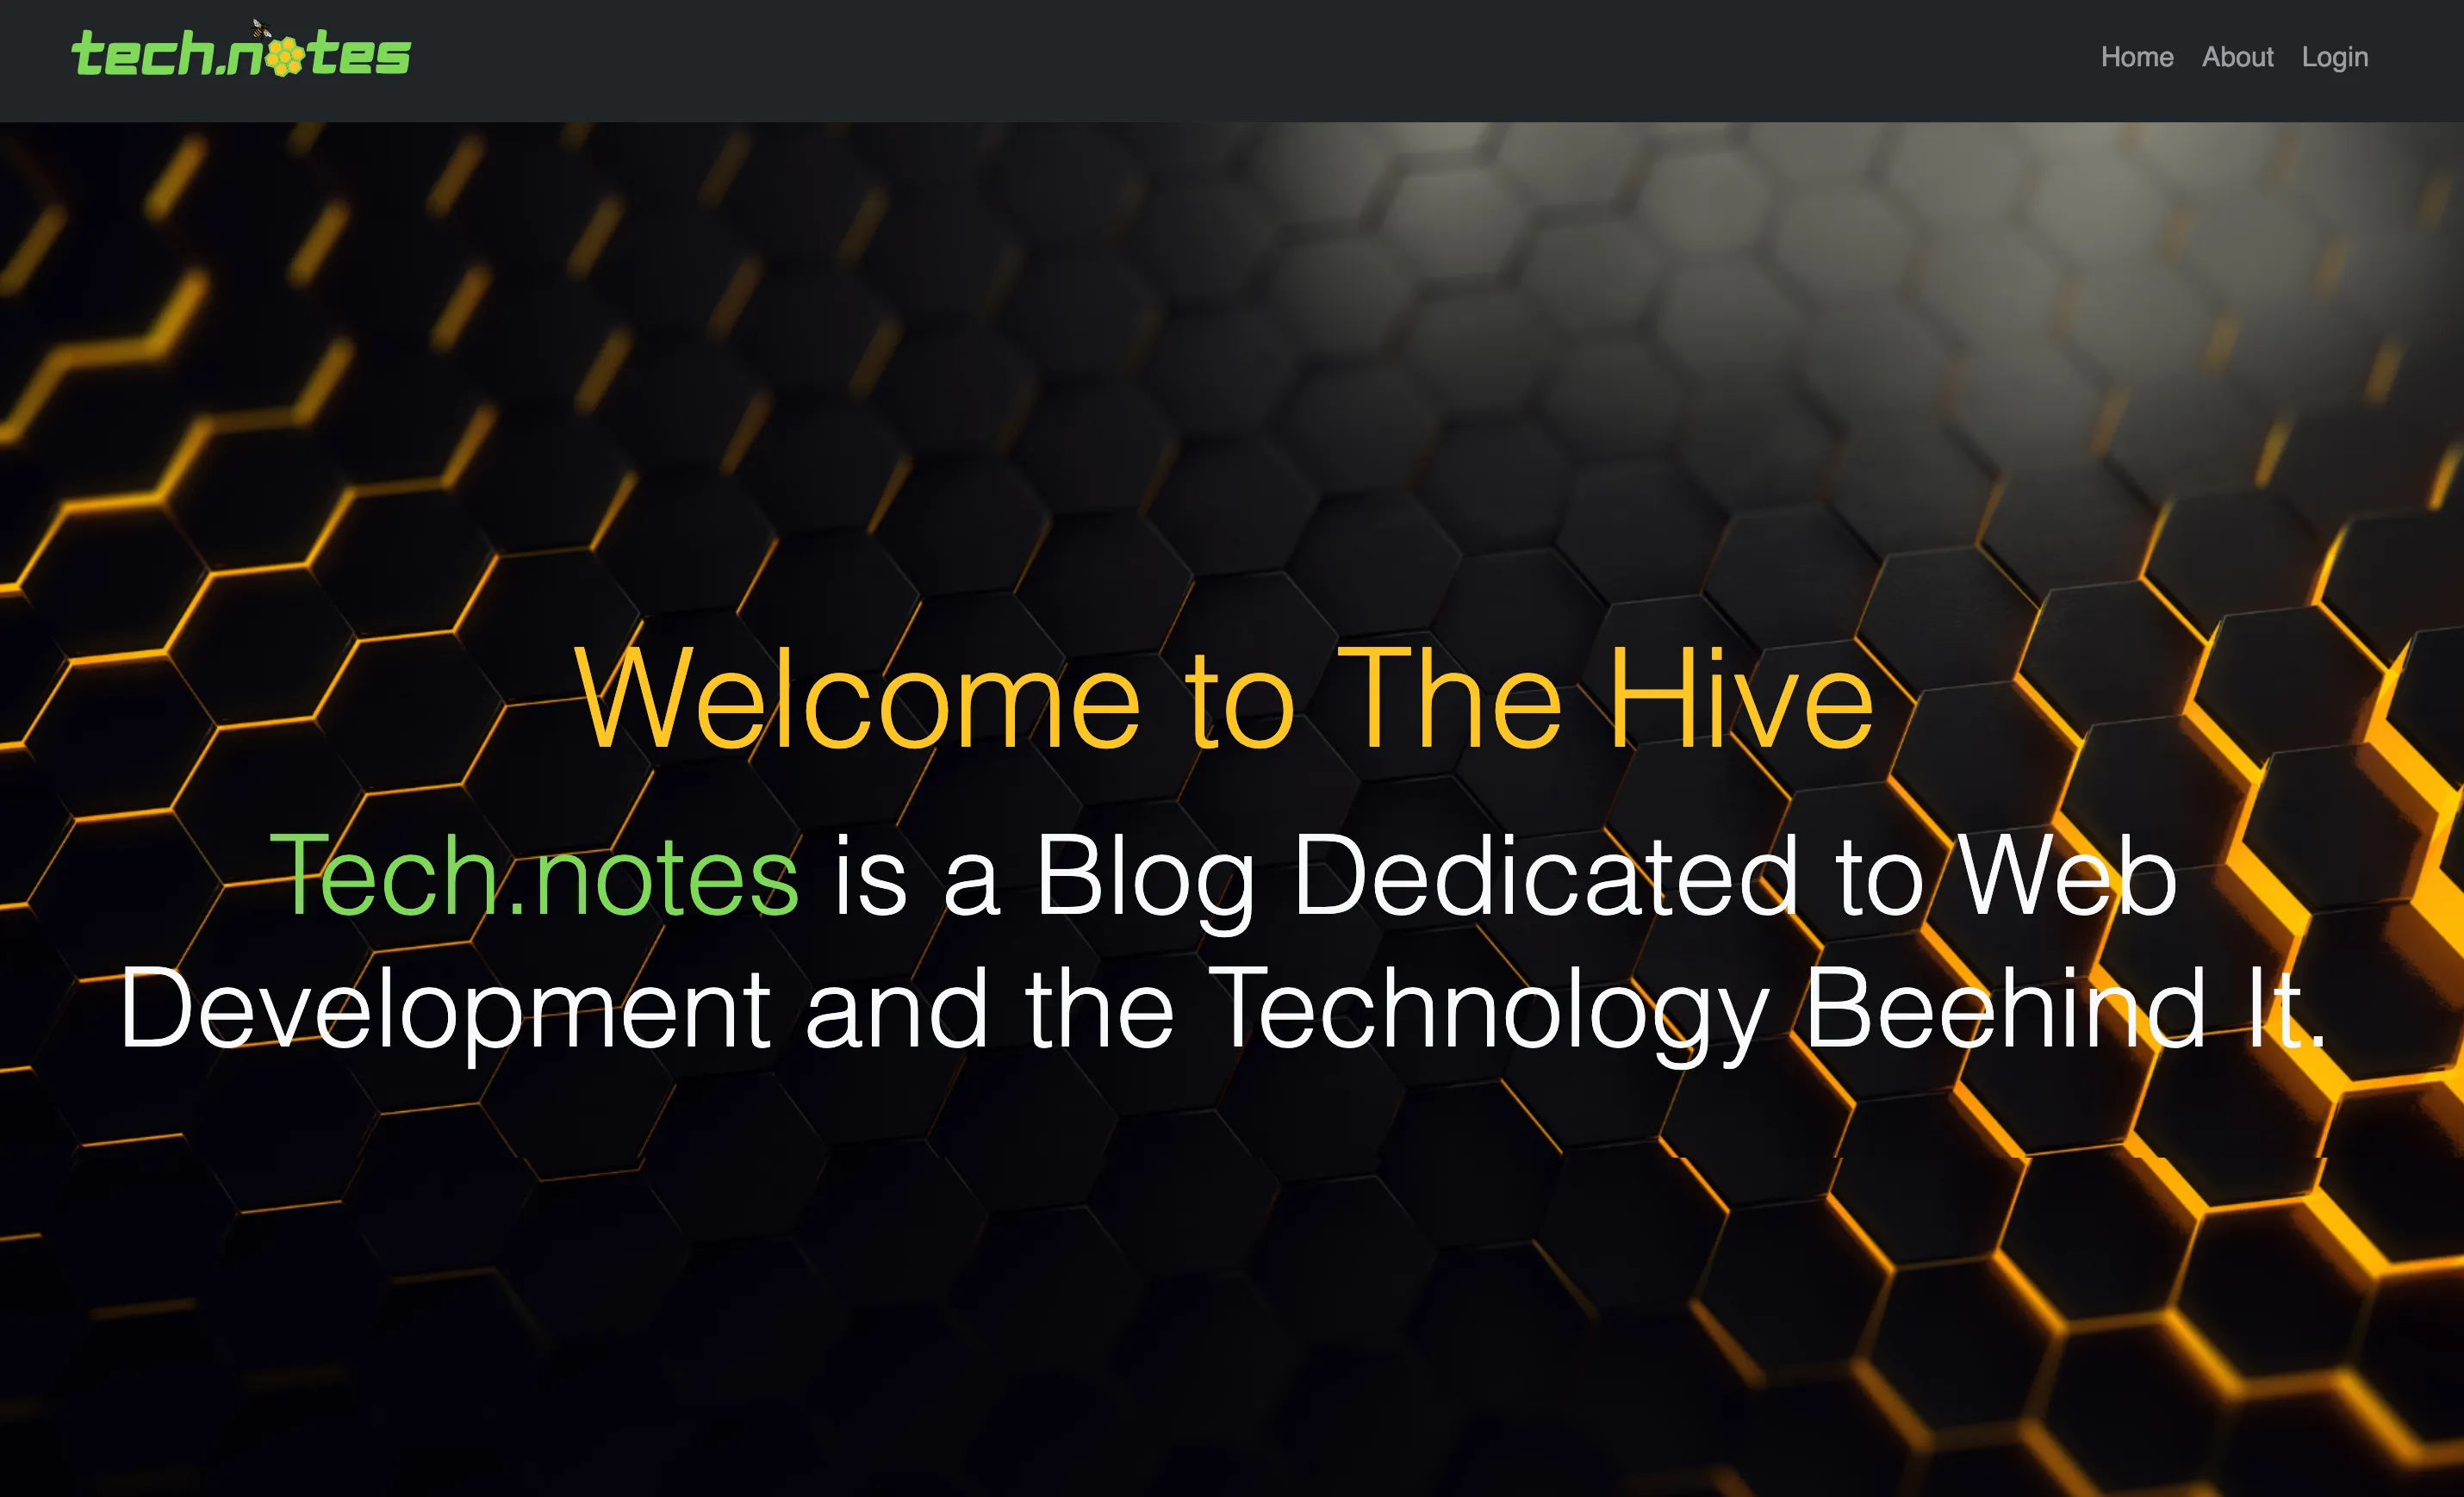 tech.notes
Home About Login
Welcome to The Hive
Tech.notes is a Blog Dedicated to Web
Development and the Technology Beehind It.